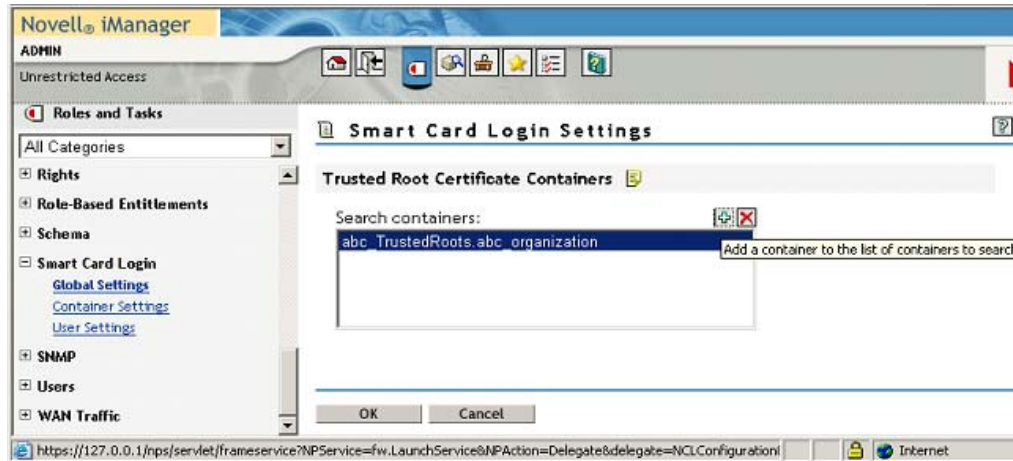 Novell® iManager
ADMIN
Unrestricted Access
Roles and Tasks
All Categories
Rights
Role-Based Entitlements
Schema
Smart Card Login
Global Settings
Container Settings
User Settings
SNMP
Users
WAN Traffic
Smart Card Login Settings
Trusted Root Certificate Containers
Search containers:
abc_TrustedRoots.abc_organization
Add a container to the list of containers to search
OK Cancel
https://127.0.0.1/nps/servlet/frameservice?NPService=fw.LaunchService&NPAction=Delegate&delegate=NCLConfigurationI
Internet